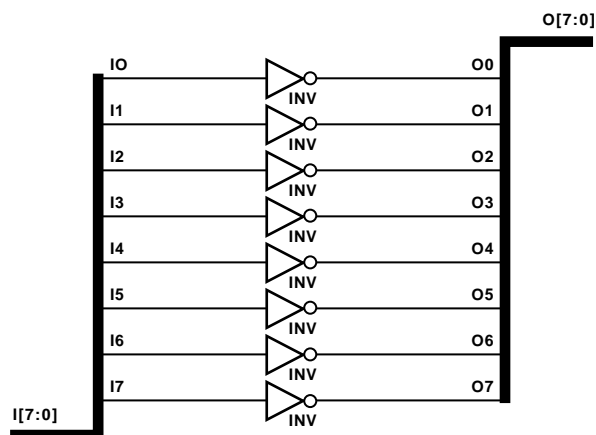 O[7:0]
IO O0
INV
I1 O1
INV
I2 O2
INV
I3 O3
INV
I4 O4
INV
I5 O5
INV
I6 O6
INV
I7 O7
INV
I[7:0]